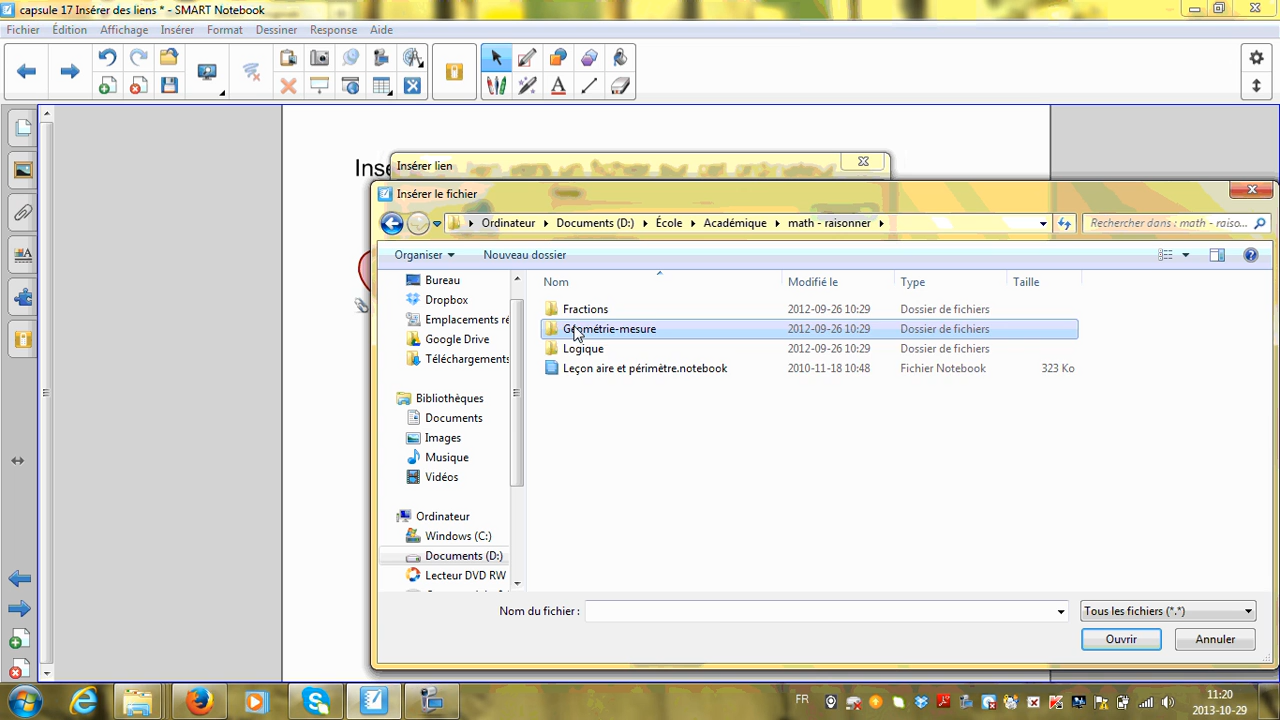 capsule 17 Insérer des liens * - SMART Notebook
Fichier Édition Affichage Insérer Format Dessiner Response Aide
Insé
Insérer lien
Insérer le fichier
Ordinateur Documents (D:) École Académique math - raisonner
Rechercher dans : math - raiso...
Organiser Nouveau dossier
Nom Modifié le Type Taille
Bureau
Dropbox
Emplacements ré
Google Drive
Téléchargements
Bibliothèques
Documents
Images
Musique
Vidéos
Ordinateur
Windows (C:)
Documents (D:)
Lecteur DVD RW
Fractions 2012-09-26 10:29 Dossier de fichiers
Géométrie-mesure 2012-09-26 10:29 Dossier de fichiers
Logique 2012-09-26 10:29 Dossier de fichiers
Leçon aire et périmètre.notebook 2010-11-18 10:48 Fichier Notebook 323 Ko
Nom du fichier : Tous les fichiers (*.*)
Ouvrir Annuler
FR 11:20
2013-10-29